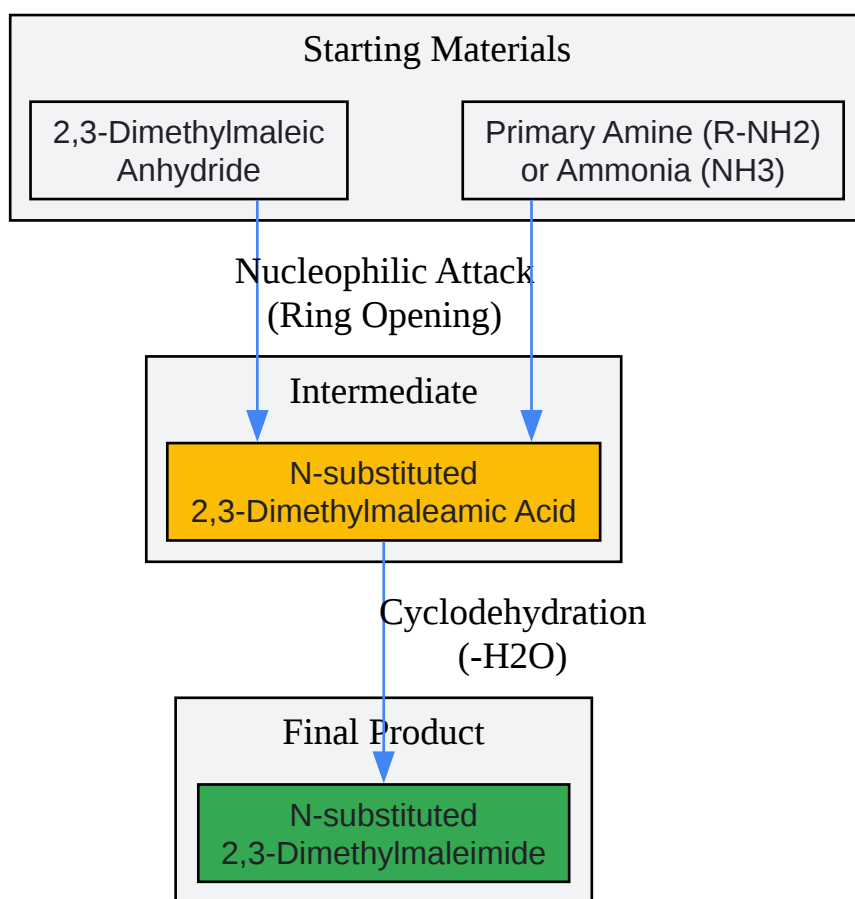 Starting Materials
2,3-Dimethylmaleic
Anhydride
Primary Amine (R-NH2)
or Ammonia (NH3)
Nucleophilic Attack
(Ring Opening)
Intermediate
N-substituted
2,3-Dimethylmaleamic Acid
Cyclodehydration
(-H2O)
Final Product
N-substituted
2,3-Dimethylmaleimide